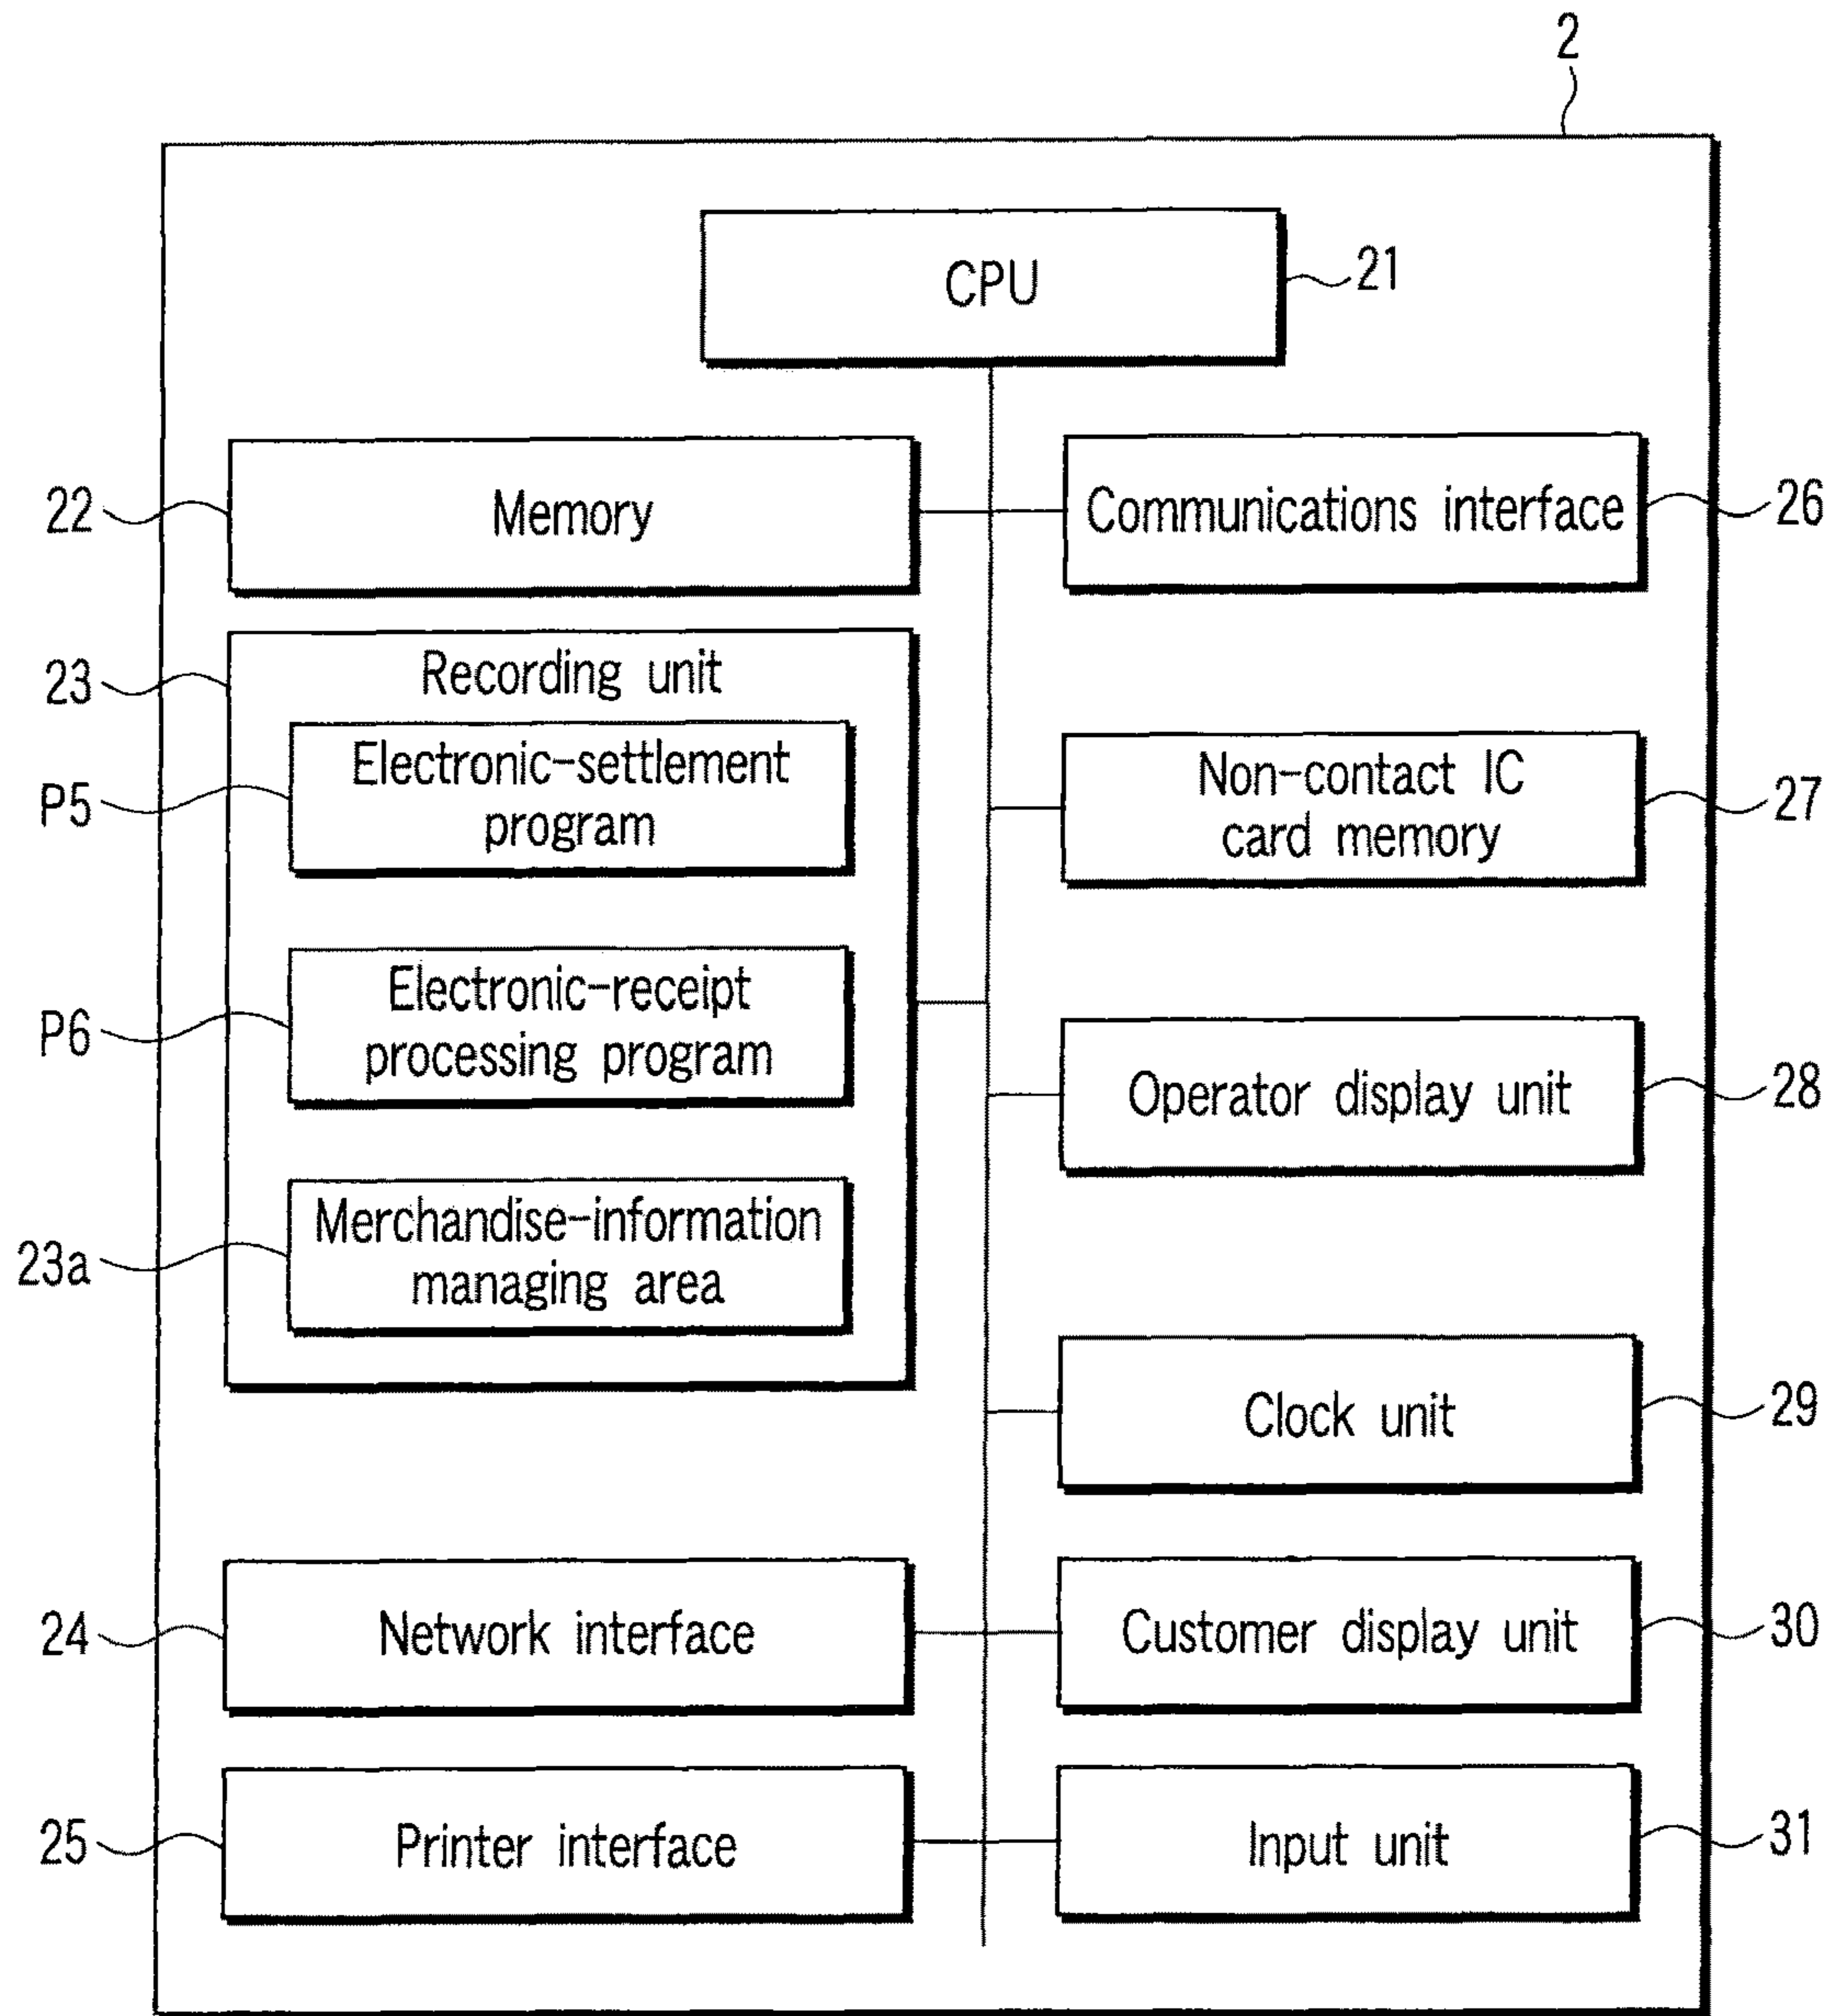 2
CPU
21
22
Memory
Communications interface
26
23
Recording unit
P5
Electronic-settlement
program
Non-contact IC
card memory
27
P6
Electronic-receipt
processing program
Operator display unit
28
23a
Merchandise-information
managing area
Clock unit
29
24
Network interface
Customer display unit
30
25
Printer interface
Input unit
31